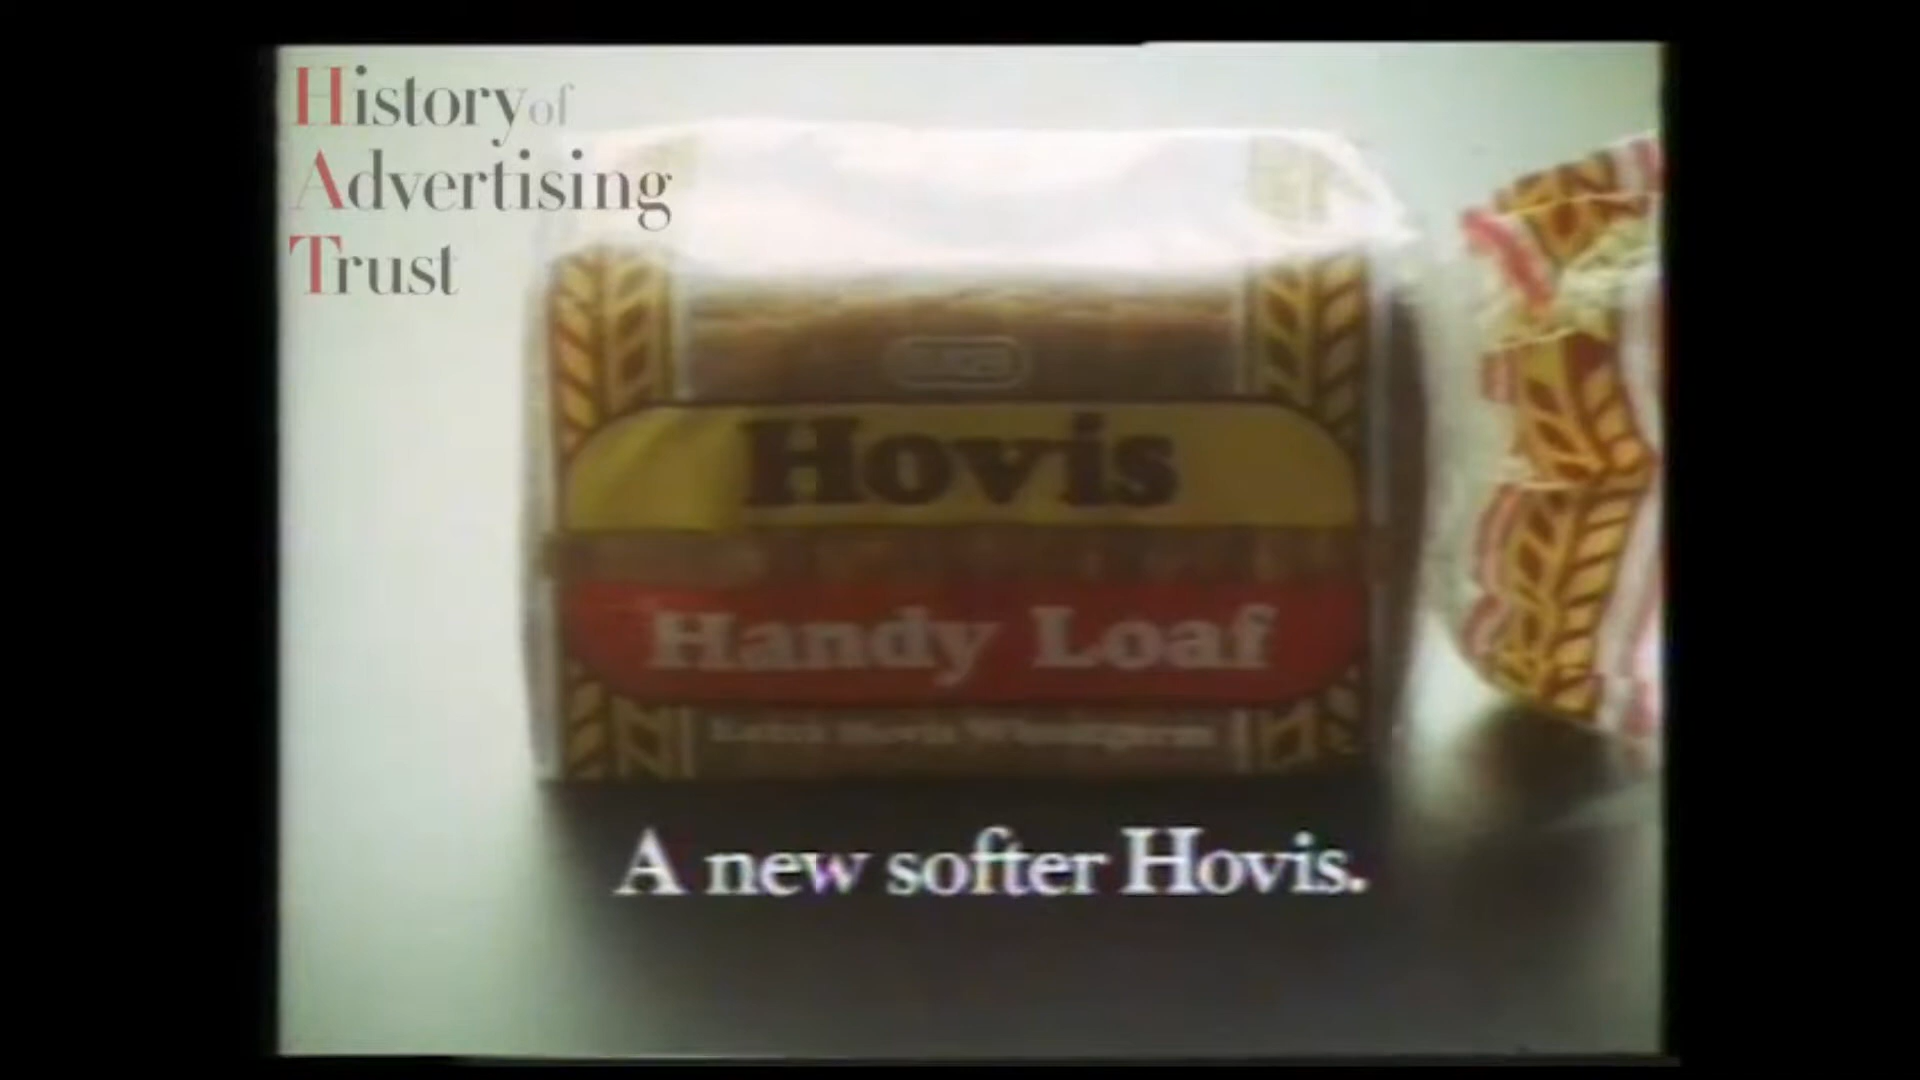 History of
Advertising
Trust
Hovis
Handy Loaf
A new softer Hovis.